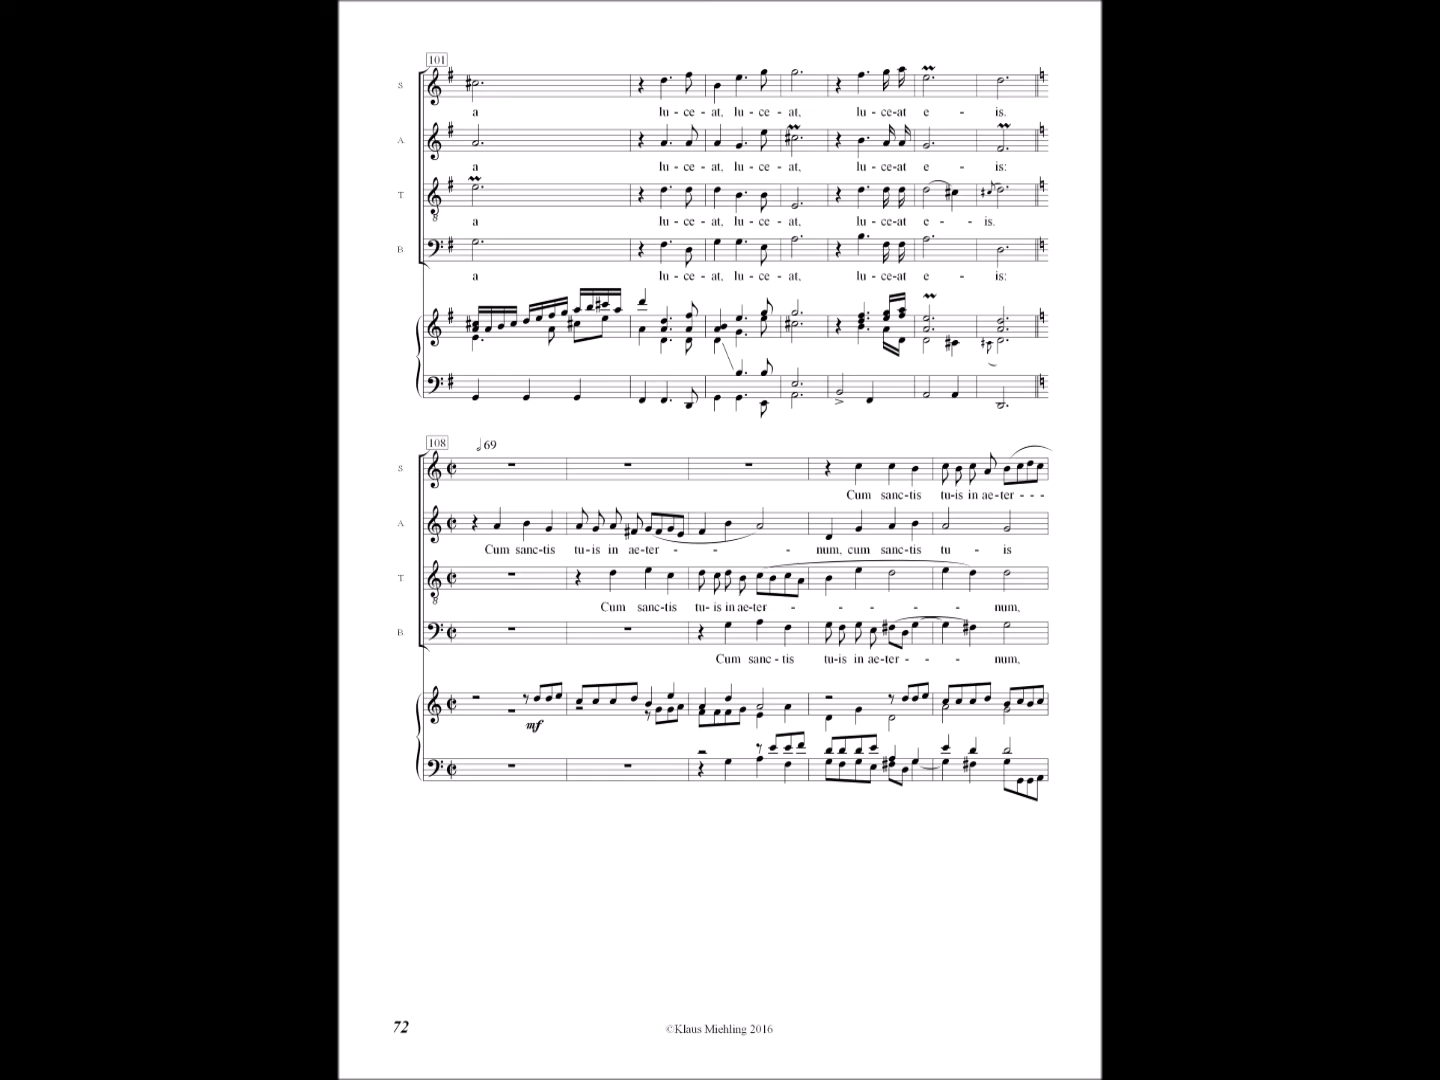 101
S
a lu - ce - at, lu - ce - at, lu - ce-at e - is.
A
a lu - ce - at, lu - ce - at, lu - ce-at e - is:
T
a lu - ce - at, lu - ce - at, lu - ce-at e - - is.
B
a lu - ce - at, lu - ce - at, lu - ce-at e - is:
108
69
S
Cum sanc-tis tu-is in ae-ter - - -
A
Cum sanc-tis tu-is in ae-ter - - - num, cum sanc-tis tu - is
T
Cum sanc-tis tu-is in ae-ter - - - - - num,
B
Cum sanc-tis tu-is in ae-ter - - - num,
mf
72
©Klaus Miehling 2016